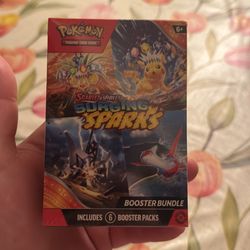 POKÉMON
TRADING CARD GAME
6+
SCARLET & VIOLET
SURGING
SPARKS
BOOSTER BUNDLE
INCLUDES 6 BOOSTER PACKS